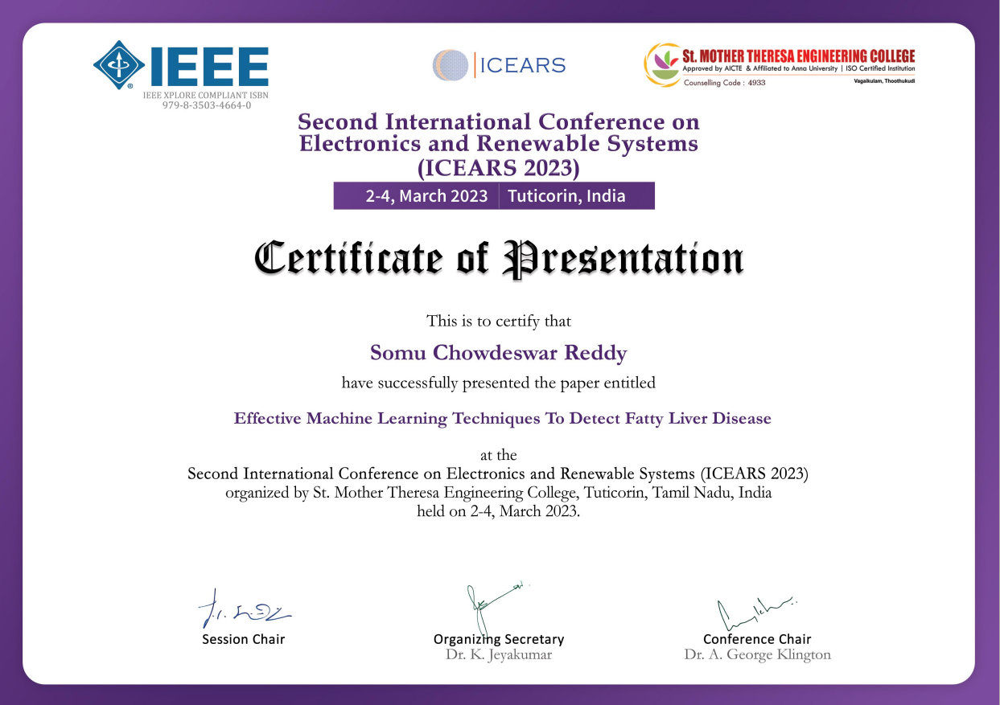 IEEE
®
IEEE XPLORE COMPLIANT ISBN
979-8-3503-4664-0
ICEARS
St. MOTHER THERESA ENGINEERING COLLEGE
Approved by AICTE & Affiliated to Anna University | ISO Certified Institution
Counselling Code : 4933
Vagaikulam, Thoothukudi
Second International Conference on
Electronics and Renewable Systems
(ICEARS 2023)
2-4, March 2023 | Tuticorin, India
Certificate of Presentation
This is to certify that
Somu Chowdeswar Reddy
have successfully presented the paper entitled
Effective Machine Learning Techniques To Detect Fatty Liver Disease
at the
Second International Conference on Electronics and Renewable Systems (ICEARS 2023)
organized by St. Mother Theresa Engineering College, Tuticorin, Tamil Nadu, India
held on 2-4, March 2023.
Session Chair
Organizing Secretary
Dr. K. Jeyakumar
Conference Chair
Dr. A. George Klington